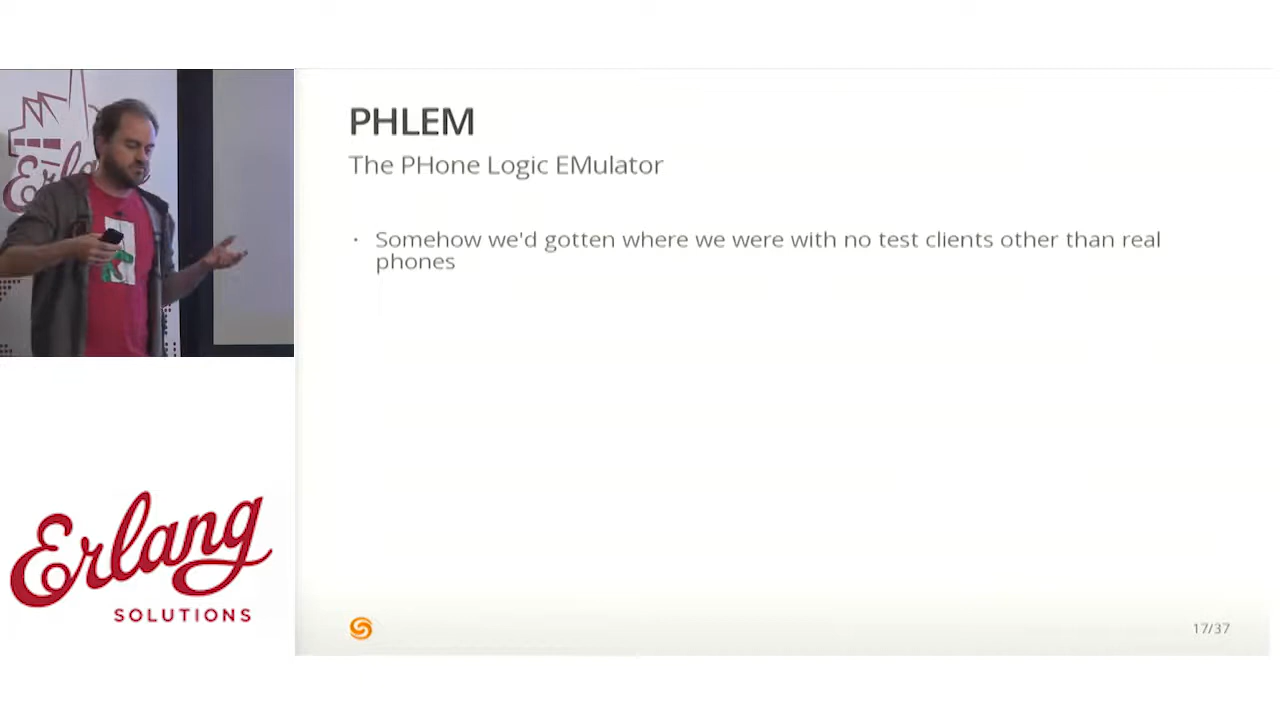 PHLEM
The PHone Logic EMulator
· Somehow we'd gotten where we were with no test clients other than real
phones
Erlang
SOLUTIONS
17/37